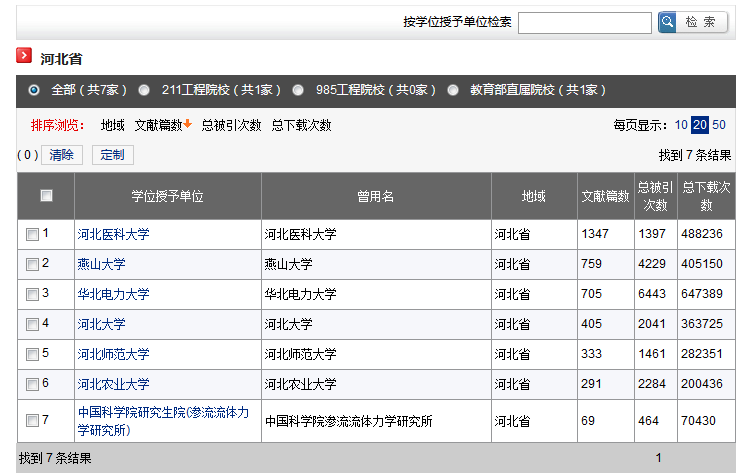 按学位授予单位检索 检 索
河北省
全部（共7家） 211工程院校（共1家） 985工程院校（共0家） 教育部直属院校（共1家）
排序浏览： 地域 文献篇数 总被引次数 总下载次数 每页显示：10 20 50
( 0 ) 清除 定制 找到 7 条结果
学位授予单位 曾用名 地域 文献篇数 总被引次数 总下载次数
1 河北医科大学 河北医科大学 河北省 1347 1397 488236
2 燕山大学 燕山大学 河北省 759 4229 405150
3 华北电力大学 华北电力大学 河北省 705 6443 647389
4 河北大学 河北大学 河北省 405 2041 363725
5 河北师范大学 河北师范大学 河北省 333 1461 282351
6 河北农业大学 河北农业大学 河北省 291 2284 200436
7 中国科学院研究生院(渗流流体力学研究所) 中国科学院渗流流体力学研究所 河北省 69 464 70430
找到 7 条结果 1